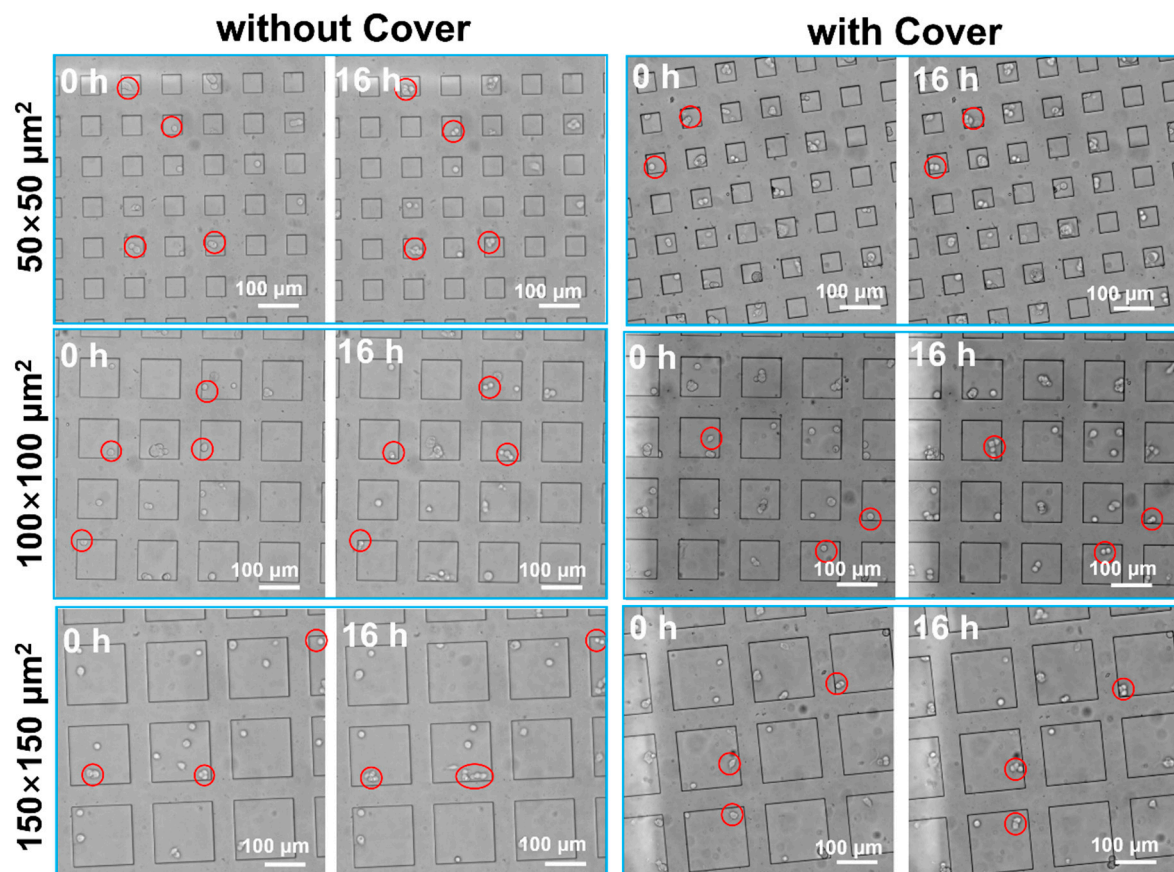 without Cover
with Cover
50×50 µm²
0 h
16 h
0 h
16 h
100 µm
100 µm
100 µm
100 µm
100×100 µm²
0 h
16 h
0 h
16 h
100 µm
100 µm
100 µm
100 µm
150×150 µm²
0 h
16 h
0 h
16 h
100 µm
100 µm
100 µm
100 µm